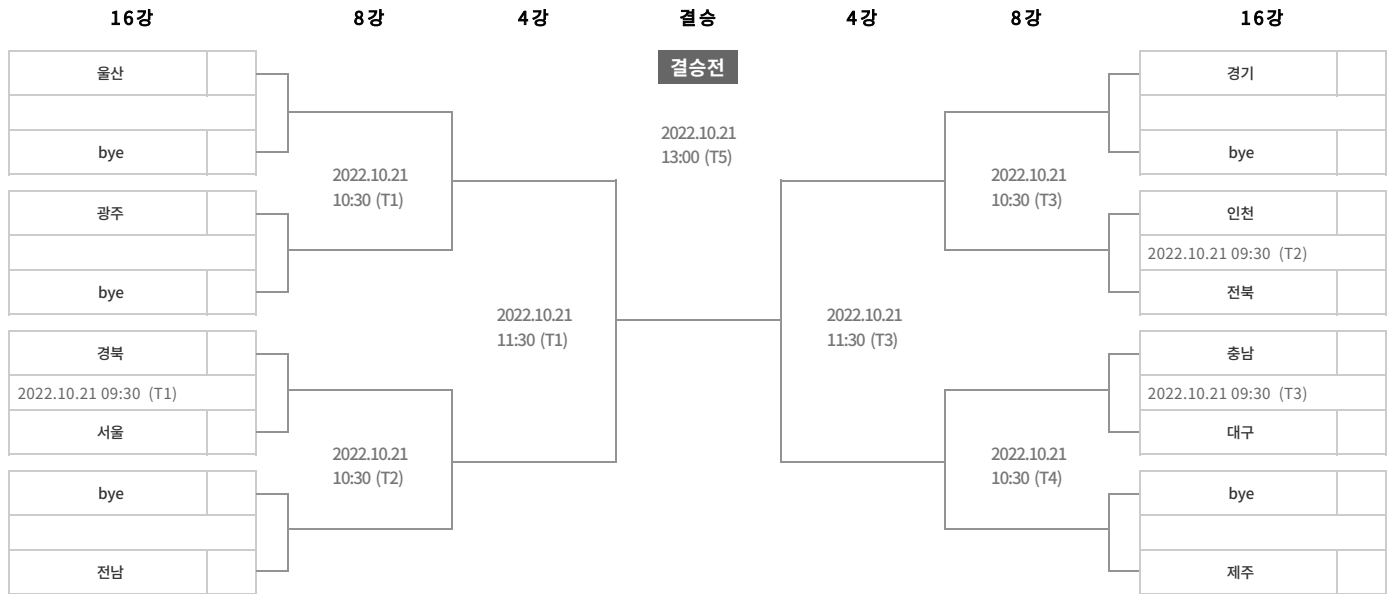 16강 8강 4강 결승 4강 8강 16강
결승전
2022.10.21
13:00 (T5)
울산
bye
광주
bye
경북
2022.10.21 09:30 (T1)
서울
bye
전남
2022.10.21
10:30 (T1)
2022.10.21
10:30 (T2)
2022.10.21
11:30 (T1)
2022.10.21
11:30 (T3)
2022.10.21
10:30 (T3)
2022.10.21
10:30 (T4)
경기
bye
인천
2022.10.21 09:30 (T2)
전북
충남
2022.10.21 09:30 (T3)
대구
bye
제주